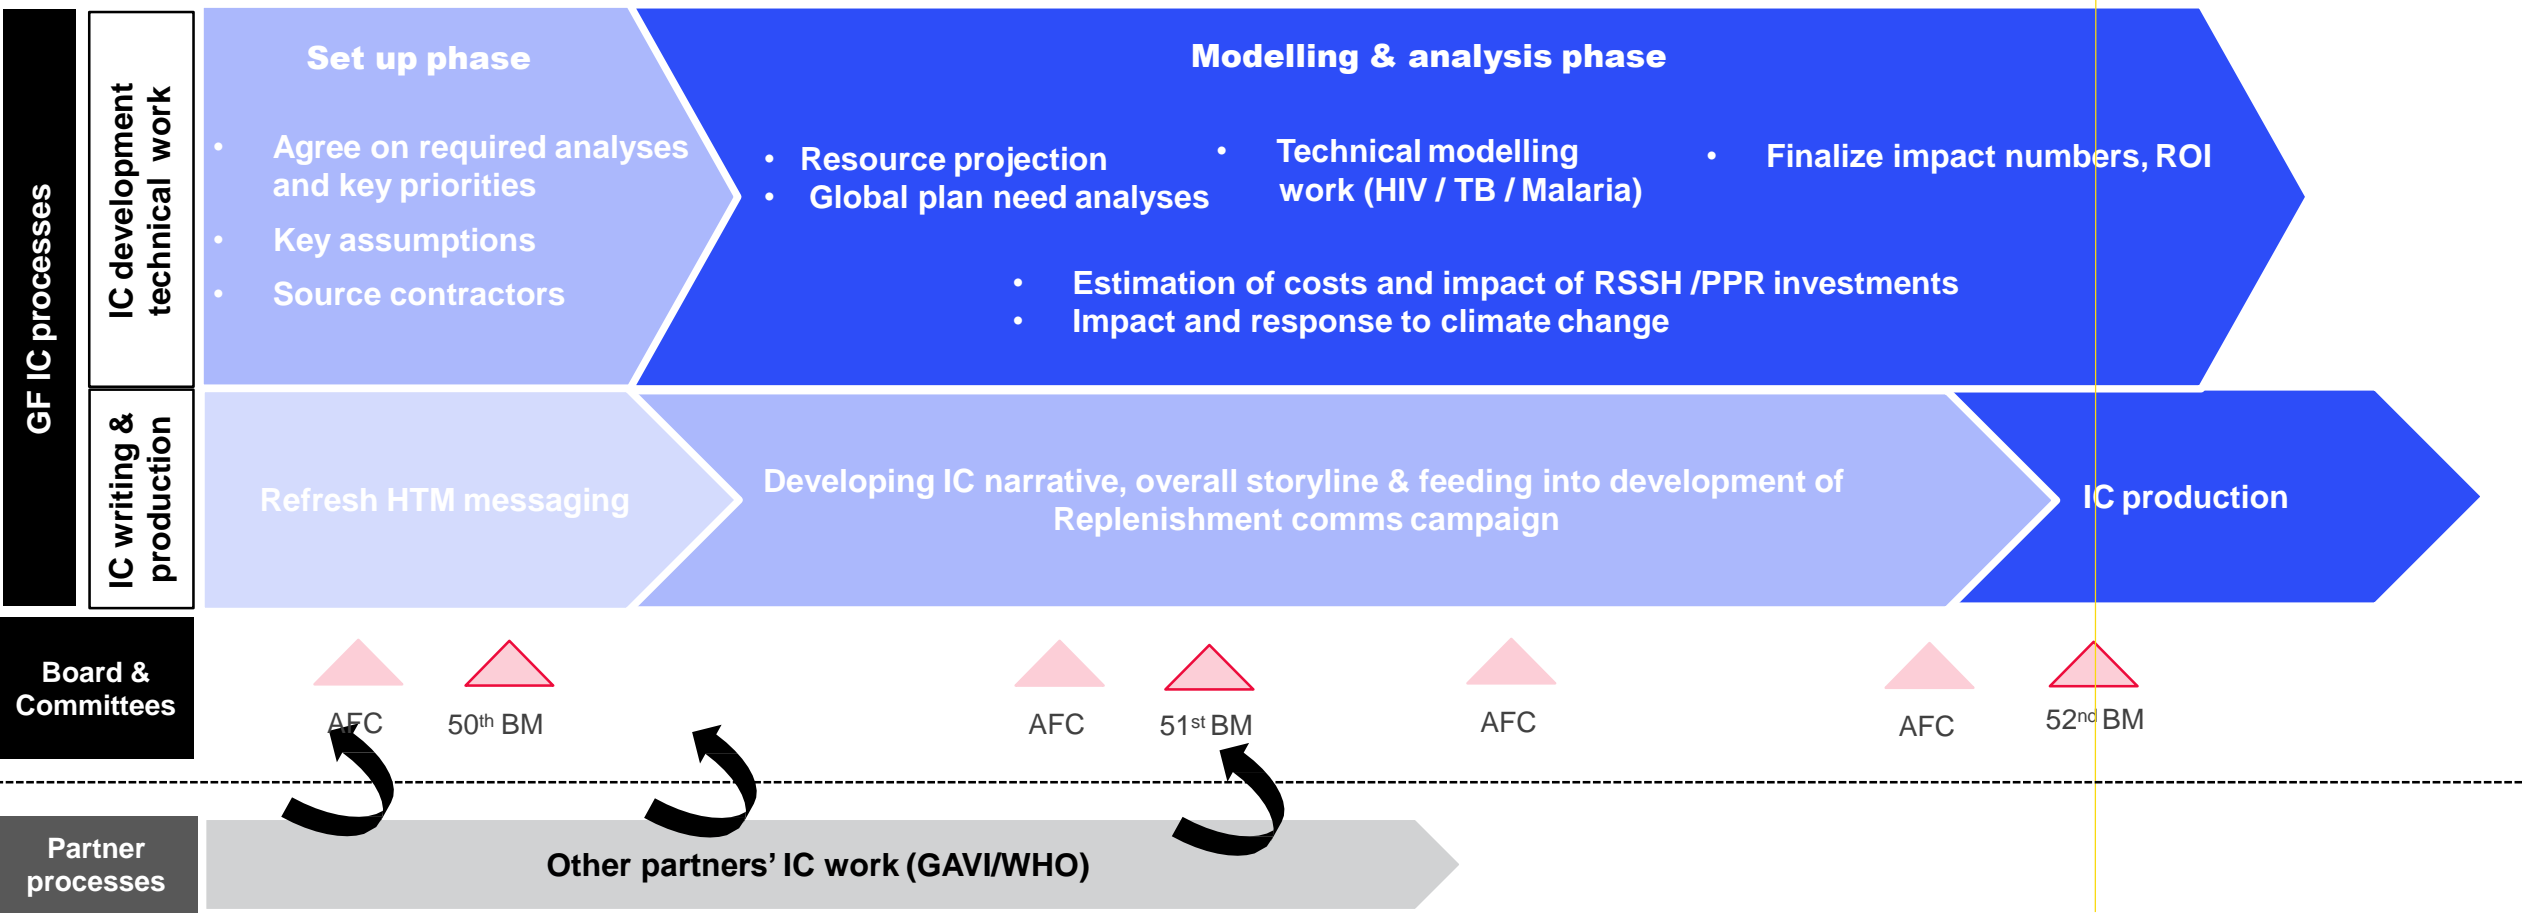 GF IC processes
IC development
technical work
Set up phase
• Agree on required analyses
and key priorities
• Key assumptions
• Source contractors
Modelling & analysis phase
• Resource projection
• Global plan need analyses
• Technical modelling
work (HIV / TB / Malaria)
• Finalize impact numbers, ROI
• Estimation of costs and impact of RSSH /PPR investments
• Impact and response to climate change
IC writing &
production
Refresh HTM messaging
Developing IC narrative, overall storyline & feeding into development of
Replenishment comms campaign
IC production
Board &
Committees
AFC
50th BM
AFC
51st BM
AFC
AFC
52nd BM
Partner
processes
Other partners’ IC work (GAVI/WHO)